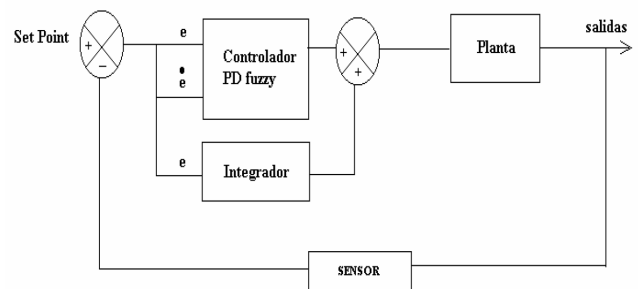 Set Point
+
−
e
ė
e
Controlador
PD fuzzy
Integrador
+
+
Planta
salidas
SENSOR